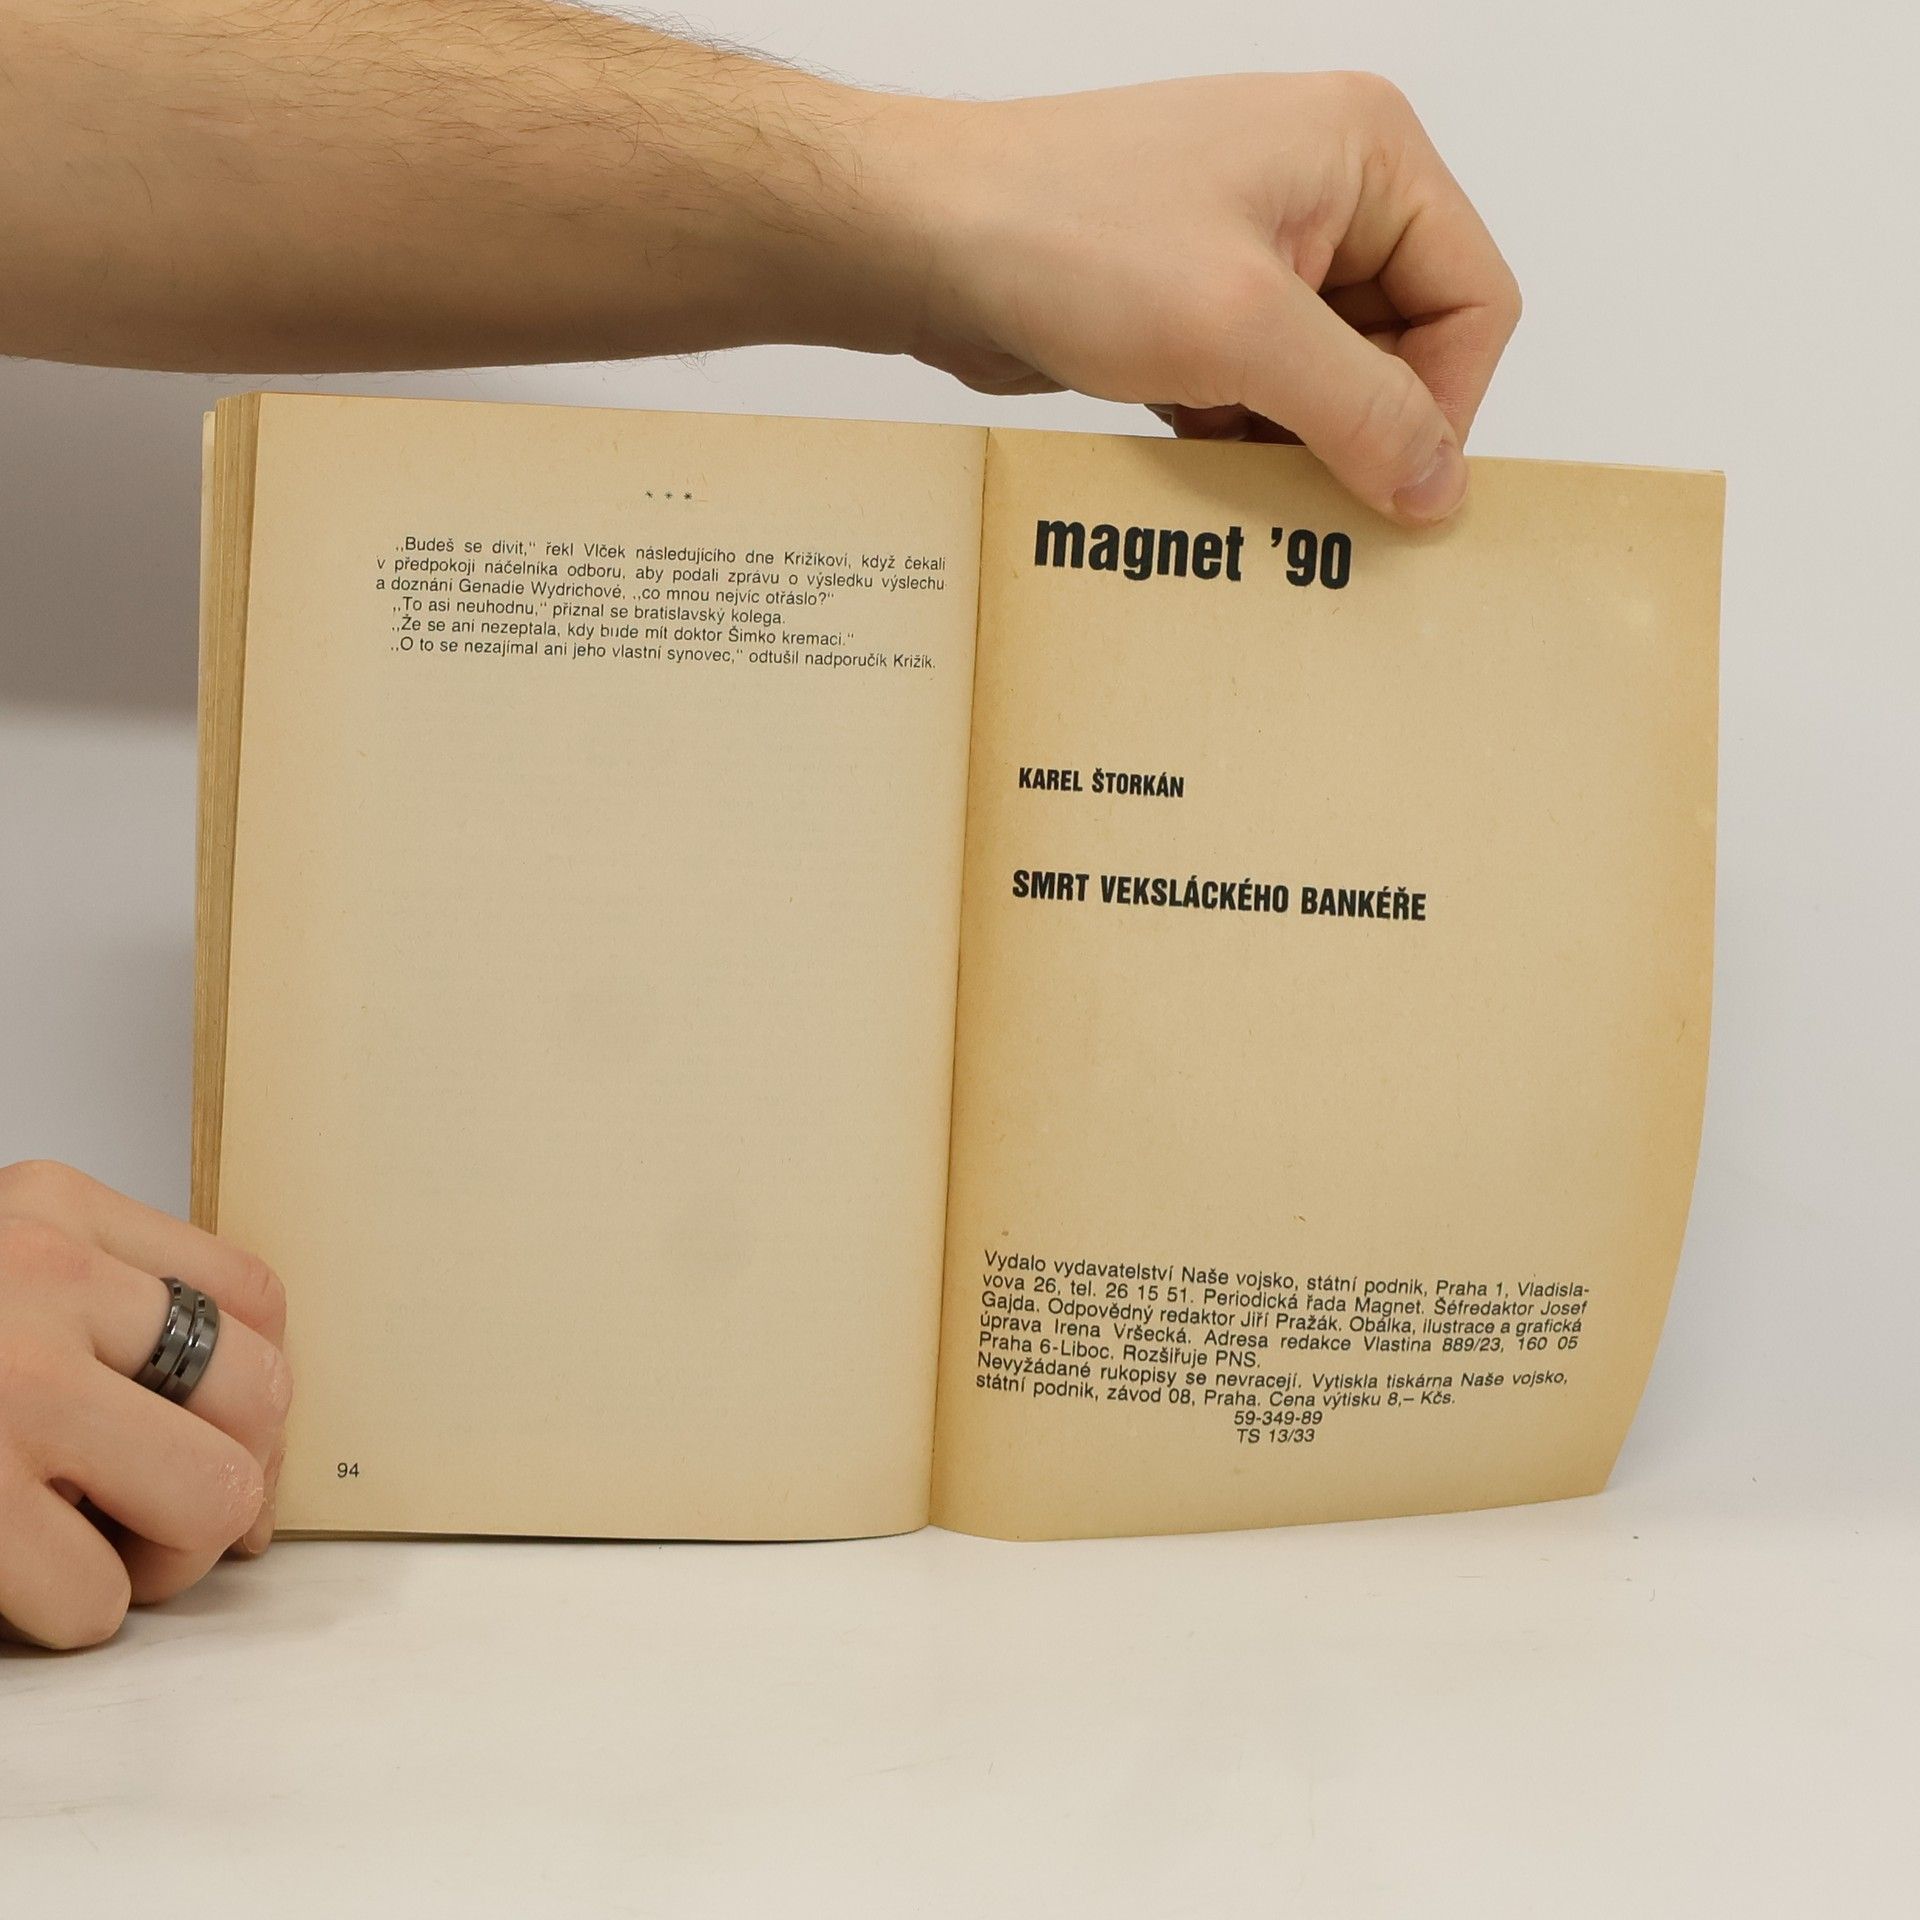 * * *
„Budeš se divit,“ řekl Vlček následujícího dne Križíkoví, když čekali
v předpokoji náčelníka odboru, aby podali zprávu o výsledku výslechu
a doznání Genadie Wydrichové, „co mnou nejvíc otřáslo?“
„To asi neuhodnu,“ přiznal se bratislavský kolega.
„Že se ani nezeptala, kdy bude mít doktor Šimko kremaci.“
„O to se nezajímal ani jeho vlastní synovec,“ odtušil nadporučík Križík.
94
magnet ’90
KAREL ŠTORKÁN
SMRT VEKSLÁCKÉHO BANKÉŘE
Vydalo vydavatelství Naše vojsko, státní podnik, Praha 1, Vladisla-
vova 26, tel. 26 15 51. Periodická řada Magnet. Šéfredaktor Josef
Gajda. Odpovědný redaktor Jiří Pražák. Obálka, ilustrace a grafická
úprava Irena Vršecká. Adresa redakce Vlastina 889/23, 160 05
Praha 6-Liboc. Rozšiřuje PNS.
Nevyžádané rukopisy se nevracejí. Vytiskla tiskárna Naše vojsko,
státní podnik, závod 08, Praha. Cena výtisku 8,– Kčs.
59-349-89
TS 13/33